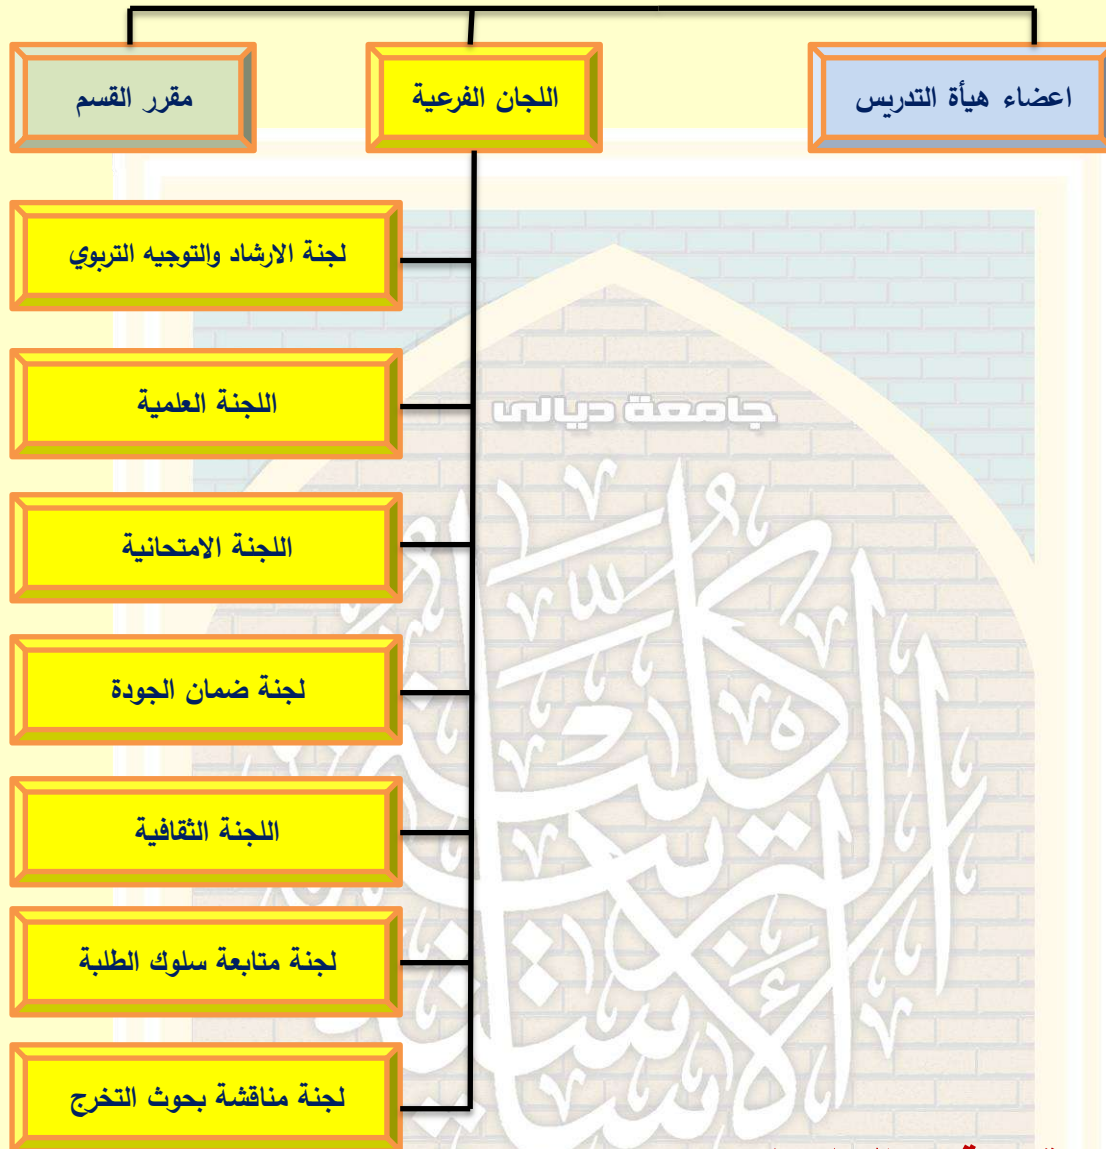 اعضاء هيأة التدريس
اللجان الفرعية
مقرر القسم
لجنة الارشاد والتوجيه التربوي
اللجنة العلمية
اللجنة الامتحانية
لجنة ضمان الجودة
اللجنة الثقافية
لجنة متابعة سلوك الطلبة
لجنة مناقشة بحوث التخرج
جامعة ديالى
كلية التربية الأساسية